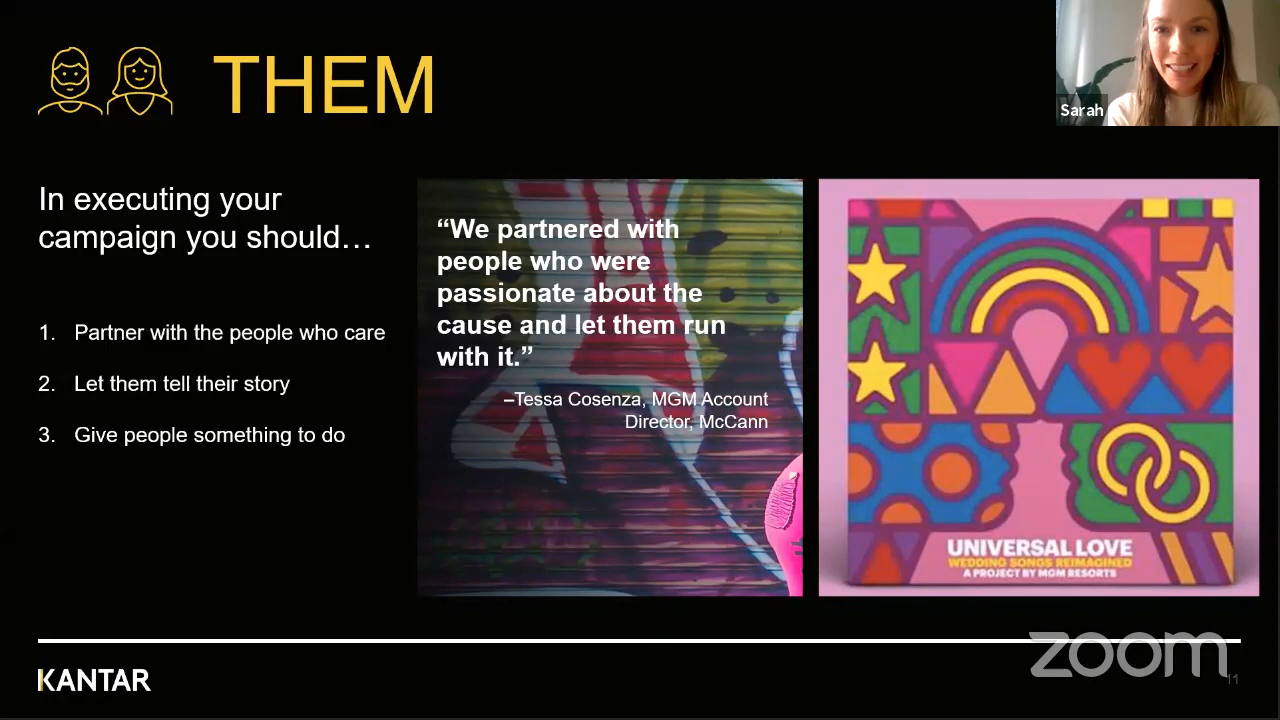 THEM
Sarah
In executing your
campaign you should…
1. Partner with the people who care
2. Let them tell their story
3. Give people something to do
“We partnered with
people who were
passionate about the
cause and let them run
with it.”
–Tessa Cosenza, MGM Account
Director, McCann
UNIVERSAL LOVE
WEDDING SONGS REIMAGINED
A PROJECT BY MGM RESORTS
KANTAR
zoom
11